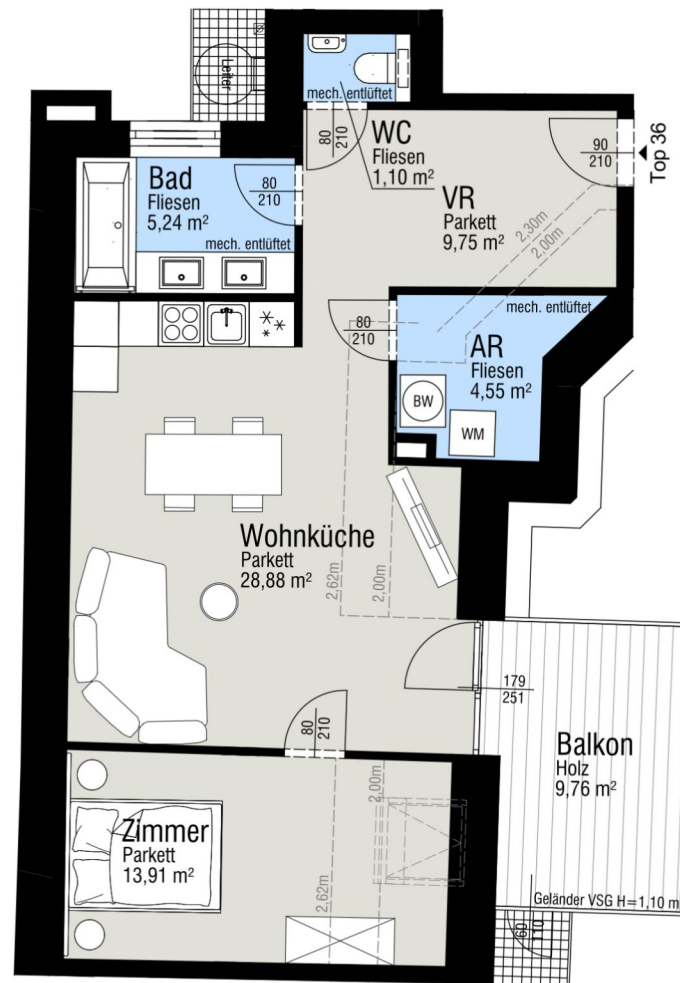 Leiter
mech. entlüftet
80
210
WC
Fliesen
1,10 m²
90
210
Top 36
Bad
Fliesen
5,24 m²
mech. entlüftet
80
210
VR
Parkett
9,75 m²
2,30m
2,00m
80
210
mech. entlüftet
AR
Fliesen
4,55 m²
BW
WM
Wohnküche
Parkett
28,88 m²
2,62m
2,00m
179
251
80
210
Balkon
Holz
9,76 m²
2,00m
Zimmer
Parkett
13,91 m²
2,62m
Geländer VSG H=1,10 m
60
110